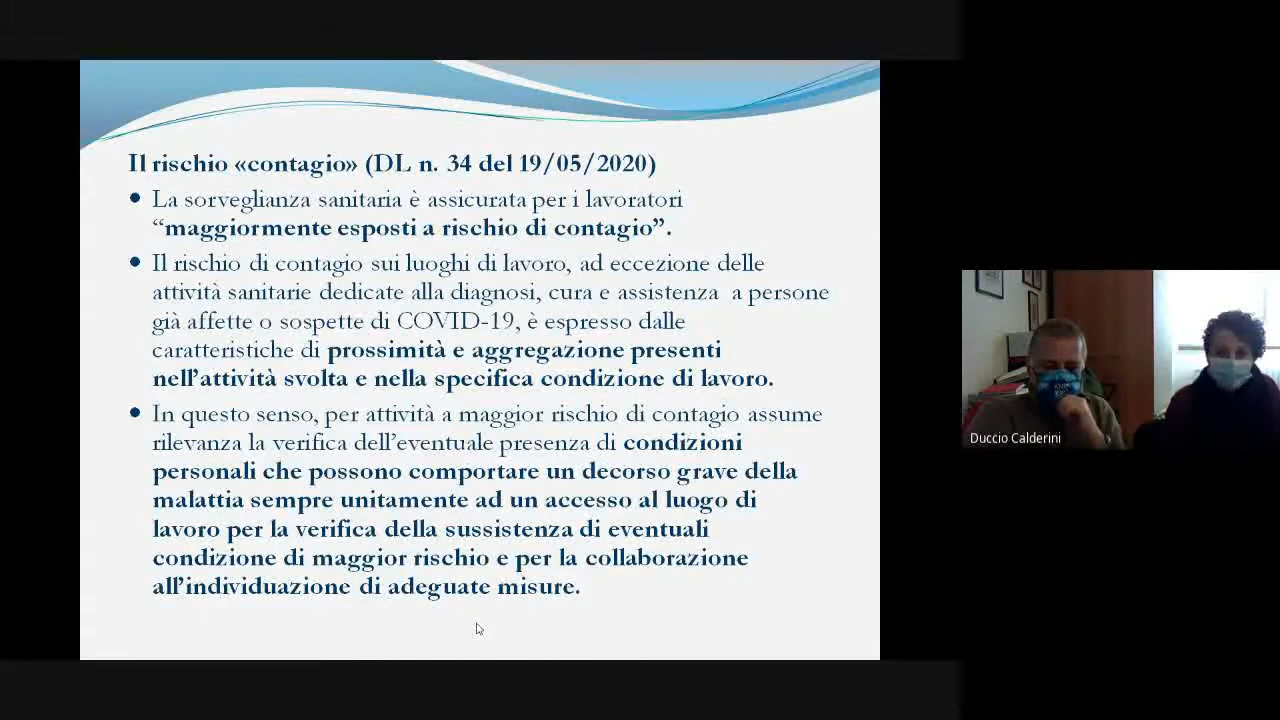 Il rischio «contagio» (DL n. 34 del 19/05/2020)
• La sorveglianza sanitaria è assicurata per i lavoratori
“maggiormente esposti a rischio di contagio”.
• Il rischio di contagio sui luoghi di lavoro, ad eccezione delle
attività sanitarie dedicate alla diagnosi, cura e assistenza a persone
già affette o sospette di COVID-19, è espresso dalle
caratteristiche di prossimità e aggregazione presenti
nell’attività svolta e nella specifica condizione di lavoro.
• In questo senso, per attività a maggior rischio di contagio assume
rilevanza la verifica dell’eventuale presenza di condizioni
personali che possono comportare un decorso grave della
malattia sempre unitamente ad un accesso al luogo di
lavoro per la verifica della sussistenza di eventuali
condizione di maggior rischio e per la collaborazione
all’individuazione di adeguate misure.
Duccio Calderini